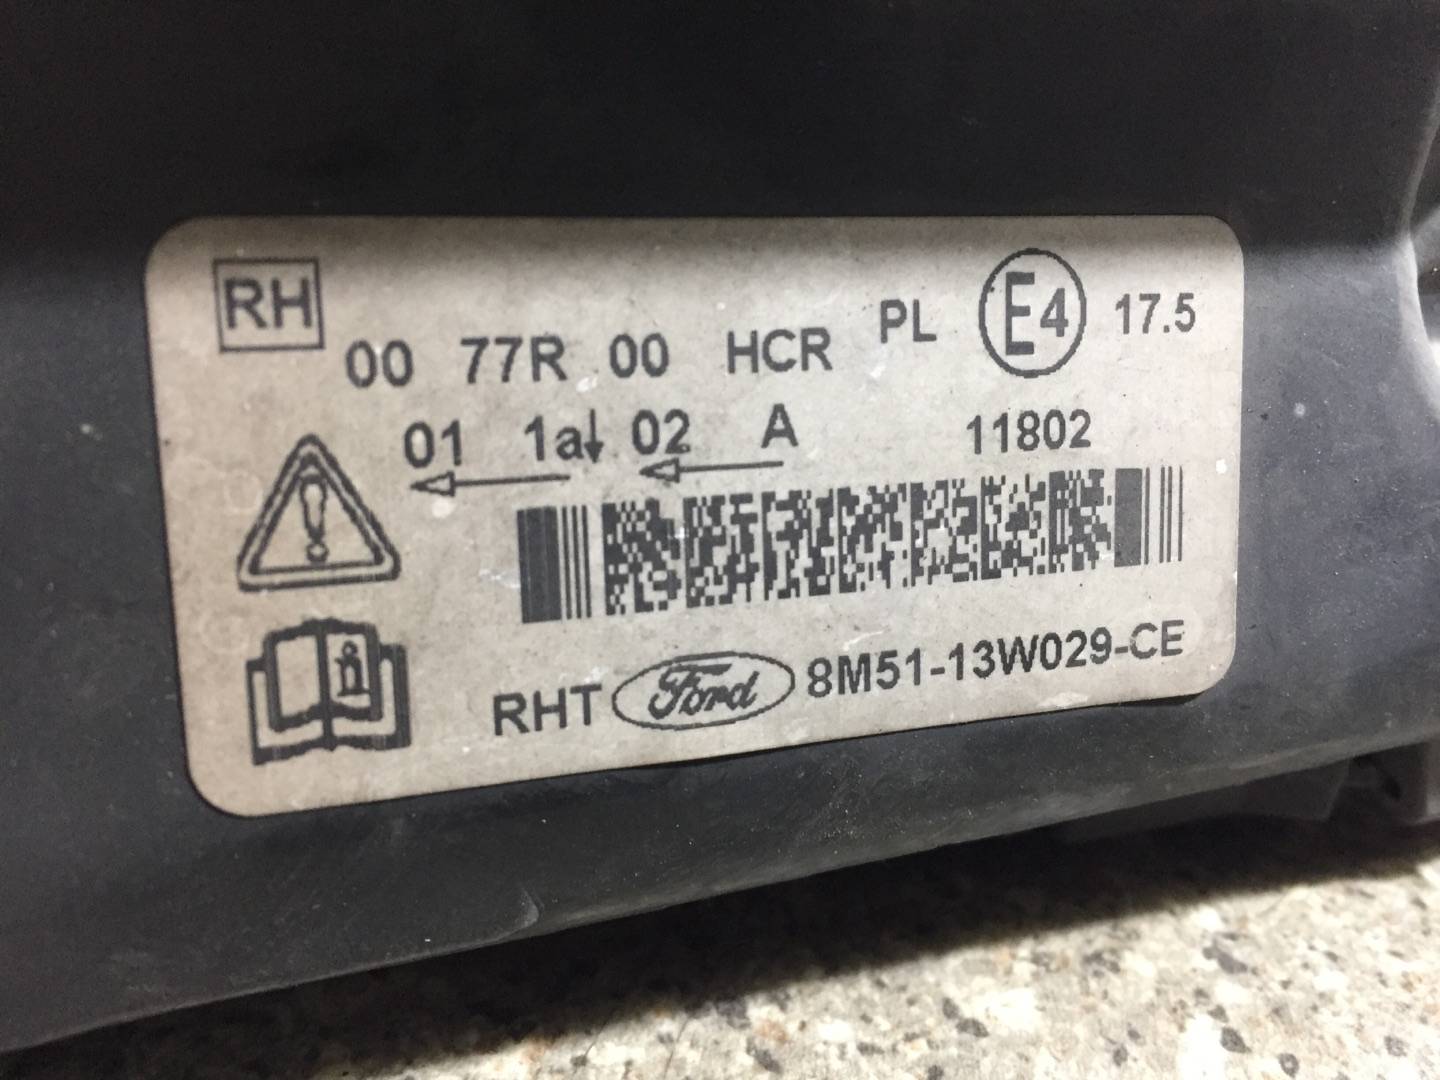 RH
00 77R 00 HCR PL E4 17.5
01 1a↓ 02 A 11802
RHT Ford 8M51-13W029-CE